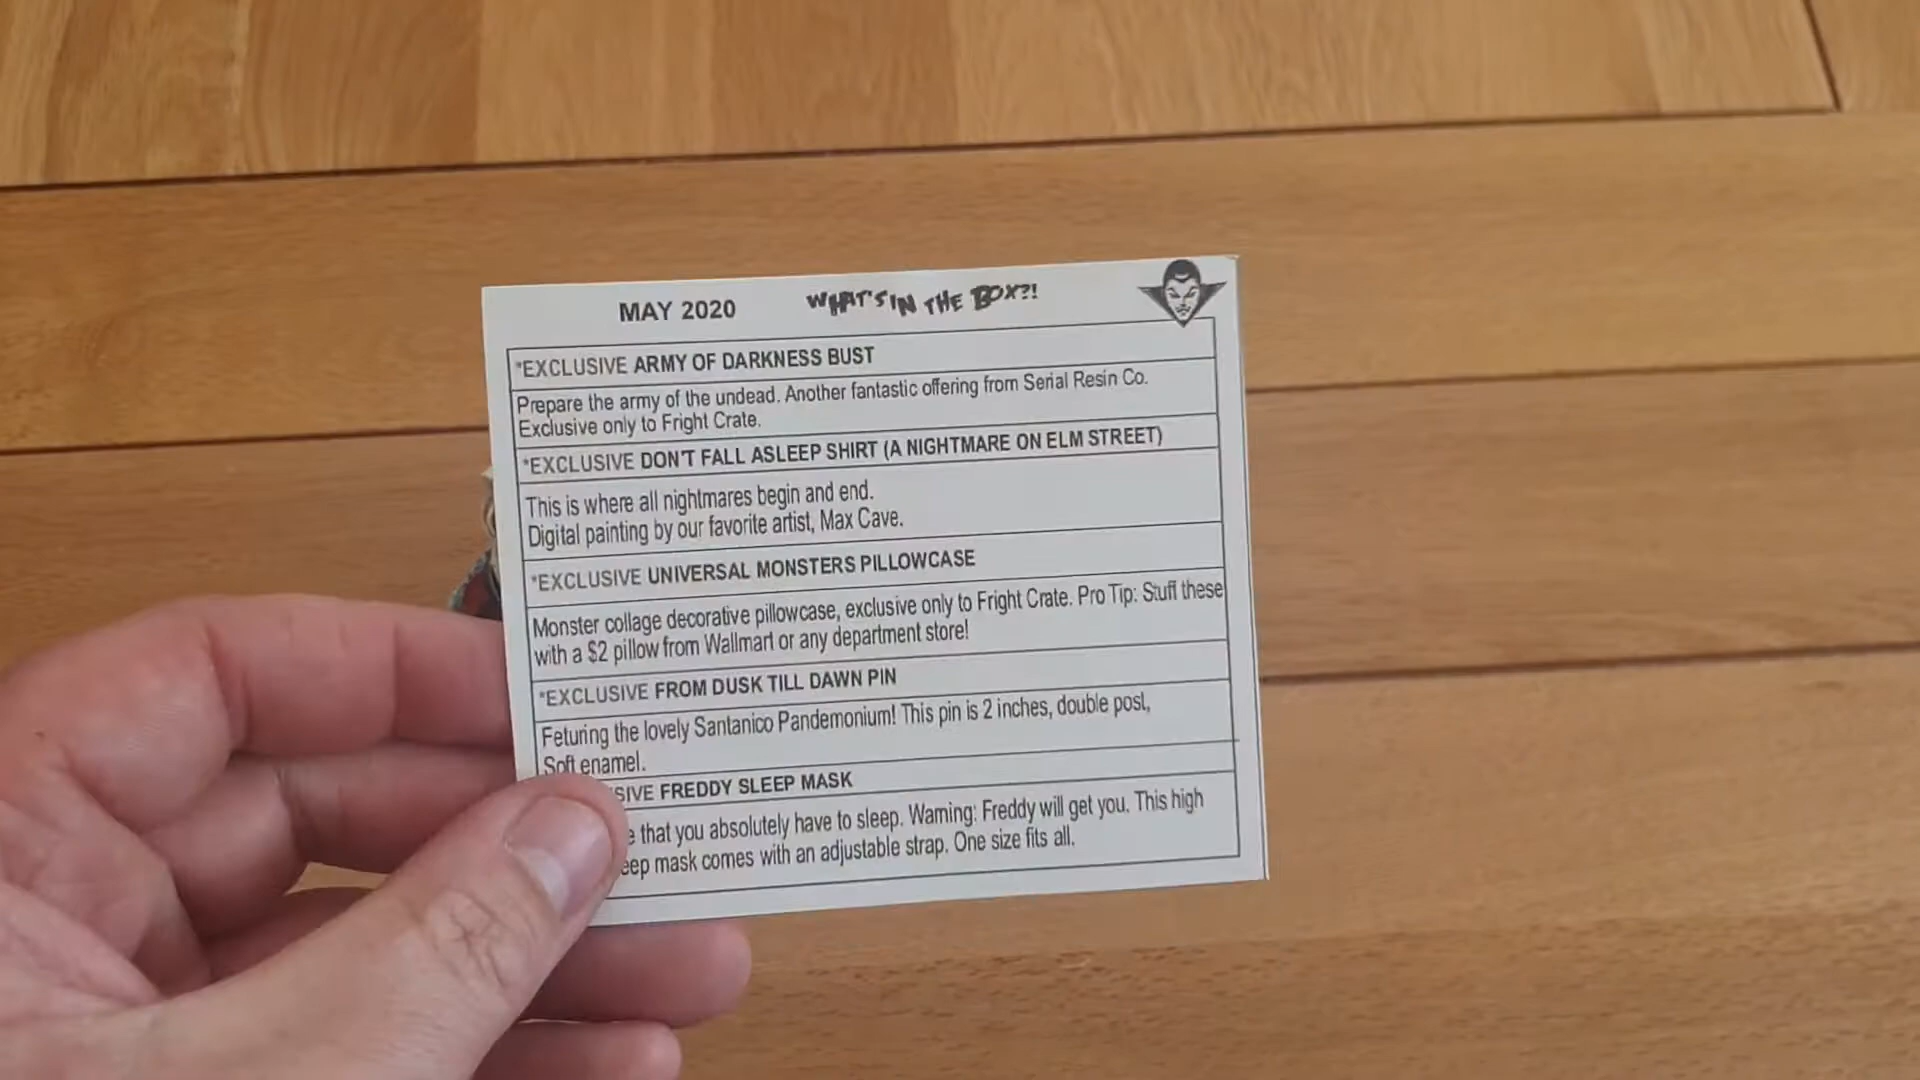 MAY 2020 WHAT'S IN THE BOX?!
*EXCLUSIVE ARMY OF DARKNESS BUST
Prepare the army of the undead. Another fantastic offering from Serial Resin Co.
Exclusive only to Fright Crate.
*EXCLUSIVE DON'T FALL ASLEEP SHIRT (A NIGHTMARE ON ELM STREET)
This is where all nightmares begin and end.
Digital painting by our favorite artist, Max Cave.
*EXCLUSIVE UNIVERSAL MONSTERS PILLOWCASE
Monster collage decorative pillowcase, exclusive only to Fright Crate. Pro Tip: Stuff these
with a $2 pillow from Wallmart or any department store!
*EXCLUSIVE FROM DUSK TILL DAWN PIN
Feturing the lovely Santanico Pandemonium! This pin is 2 inches, double post,
Soft enamel.
SIVE FREDDY SLEEP MASK
e that you absolutely have to sleep. Warning: Freddy will get you. This high
eep mask comes with an adjustable strap. One size fits all.